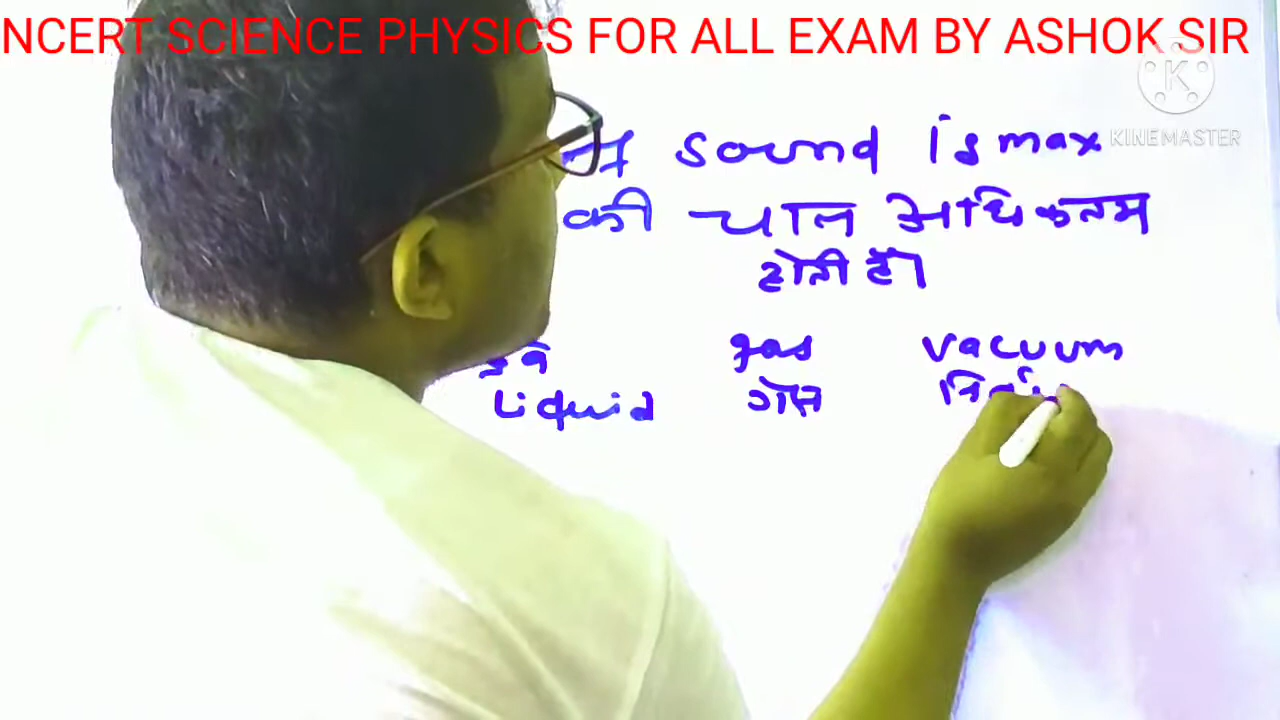 NCERT SCIENCE PHYSICS FOR ALL EXAM BY ASHOK SIR
KINEMASTER
sound is max
की चाल अधिकतम
होती है।
gas vacuum
Liquid गैस